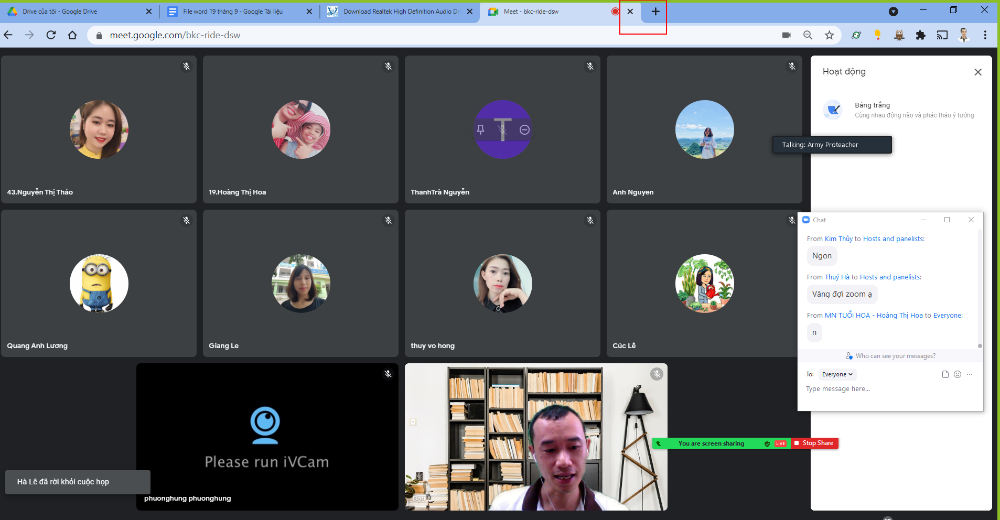 Drive của tôi - Google Drive
File word 19 tháng 9 - Google Tài liệu
Download Realtek High Definition Audio Dri
Meet - bkc-ride-dsw
meet.google.com/bkc-ride-dsw
43.Nguyễn Thị Thảo
19.Hoàng Thị Hoa
T
ThanhTrà Nguyễn
Anh Nguyen
Hoạt động
Bảng trắng
Cùng nhau động não và phác thảo ý tưởng
Talking: Army Proteacher
Quang Anh Lương
Giang Le
thuy vo hong
Cúc Lê
Chat
From Kim Thủy to Hosts and panelists:
Ngon
From Thuý Hà to Hosts and panelists:
Vâng đợi zoom ạ
From MN TUỔI HOA - Hoàng Thị Hoa to Everyone:
n
Who can see your messages?
To: Everyone
Type message here...
You are screen sharing
LIVE
Stop Share
Please run iVCam
phuonghung phuonghung
Bạn
Hà Lê đã rời khỏi cuộc họp